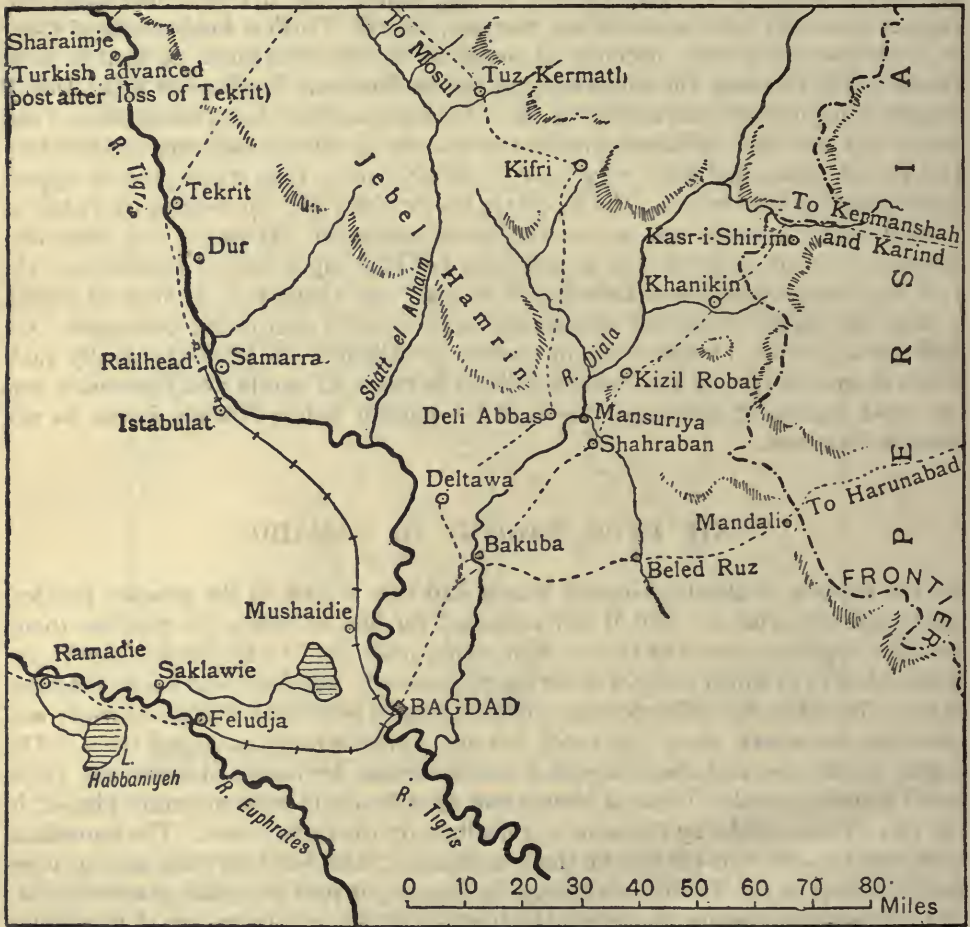 Sharaimje
(Turkish advanced
post after loss of Tekrit)
To Mosul
Tuz Kermatli
R. Tigris
Jebel
Kifri
Tekrit
To Kermanshah
and Karind
Dur
Kasr-i-Shirin
Khanikin
Shatt el Adhaim
Hamrin
R. Diala
Railhead
Samarra
Kizil Robat
Istabulat
Deli Abbas
Mansuriya
Shahraban
PERSIA
Deltawa
To Harunabad
Mandali
Bakuba
Beled Ruz
FRONTIER
Mushaidie
Ramadie
Saklawie
BAGDAD
Feludja
L.
Habbaniyeh
R. Euphrates
R. Tigris
0 10 20 30 40 50 60 70 80
Miles